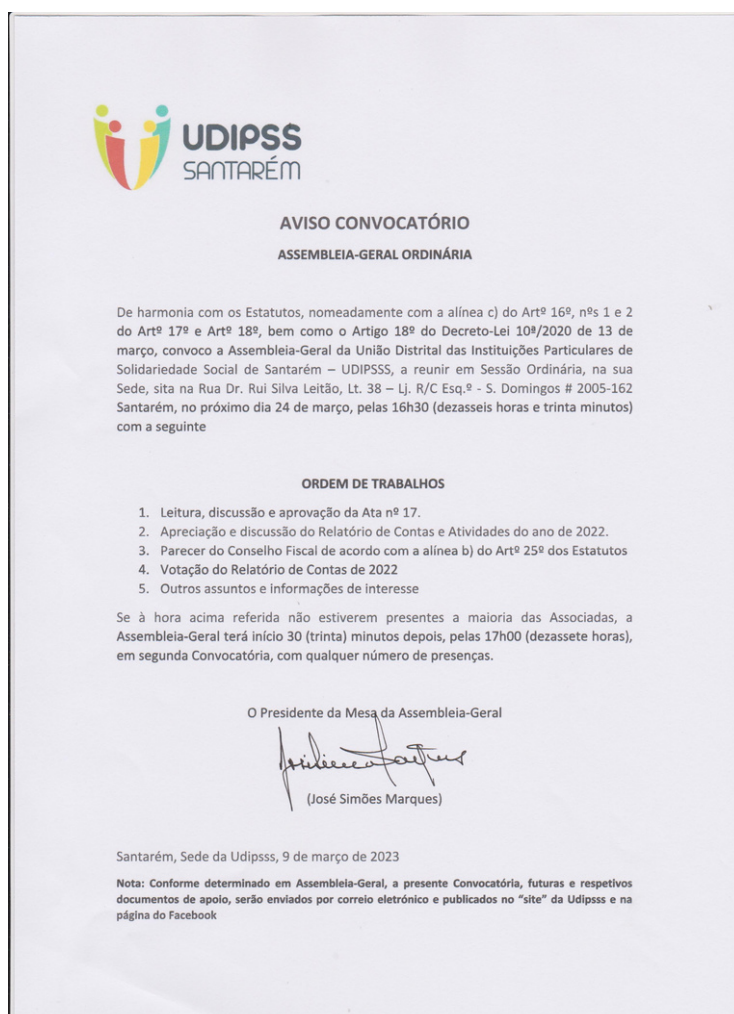 UDIPSS
SANTARÉM
AVISO CONVOCATÓRIO
ASSEMBLEIA-GERAL ORDINÁRIA
De harmonia com os Estatutos, nomeadamente com a alínea c) do Artº 16º, nºs 1 e 2
do Artº 17º e Artº 18º, bem como o Artigo 18º do Decreto-Lei 10ª/2020 de 13 de
março, convoco a Assembleia-Geral da União Distrital das Instituições Particulares de
Solidariedade Social de Santarém – UDIPSSS, a reunir em Sessão Ordinária, na sua
Sede, sita na Rua Dr. Rui Silva Leitão, Lt. 38 – Lj. R/C Esq.º - S. Domingos # 2005-162
Santarém, no próximo dia 24 de março, pelas 16h30 (dezasseis horas e trinta minutos)
com a seguinte
ORDEM DE TRABALHOS
1. Leitura, discussão e aprovação da Ata nº 17.
2. Apreciação e discussão do Relatório de Contas e Atividades do ano de 2022.
3. Parecer do Conselho Fiscal de acordo com a alínea b) do Artº 25º dos Estatutos
4. Votação do Relatório de Contas de 2022
5. Outros assuntos e informações de interesse
Se à hora acima referida não estiverem presentes a maioria das Associadas, a
Assembleia-Geral terá início 30 (trinta) minutos depois, pelas 17h00 (dezassete horas),
em segunda Convocatória, com qualquer número de presenças.
O Presidente da Mesa da Assembleia-Geral
(José Simões Marques)
Santarém, Sede da Udipsss, 9 de março de 2023
Nota: Conforme determinado em Assembleia-Geral, a presente Convocatória, futuras e respetivos
documentos de apoio, serão enviados por correio eletrónico e publicados no “site” da Udipsss e na
página do Facebook